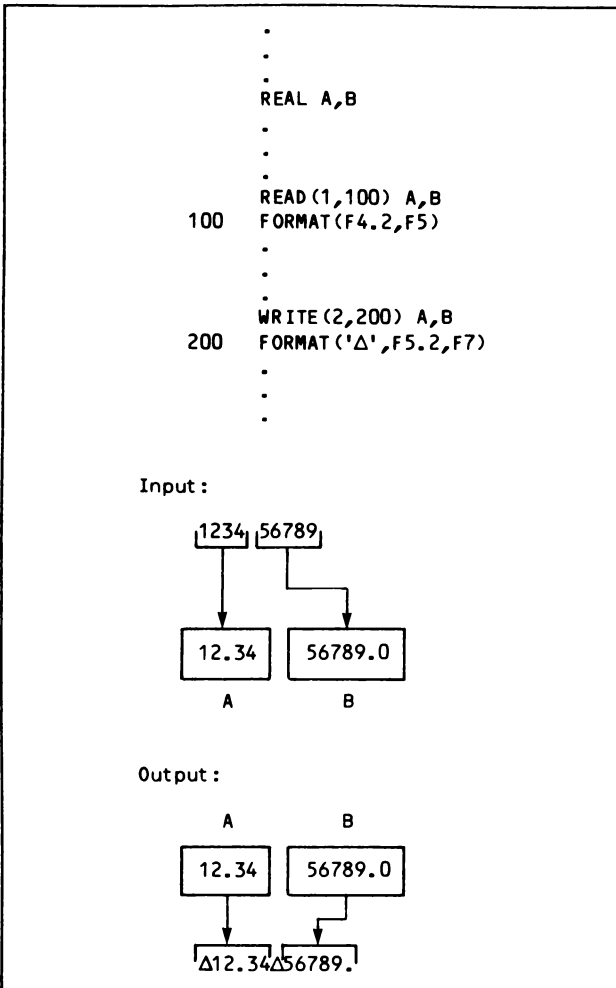 .
.
.
REAL A,B
.
.
.
READ(1,100) A,B
100 FORMAT(F4.2,F5)
.
.
.
WRITE(2,200) A,B
200 FORMAT('Δ',F5.2,F7)
.
.
.
Input:
1234 56789
12.34 56789.0
A B
Output:
A B
12.34 56789.0
Δ12.34Δ56789.